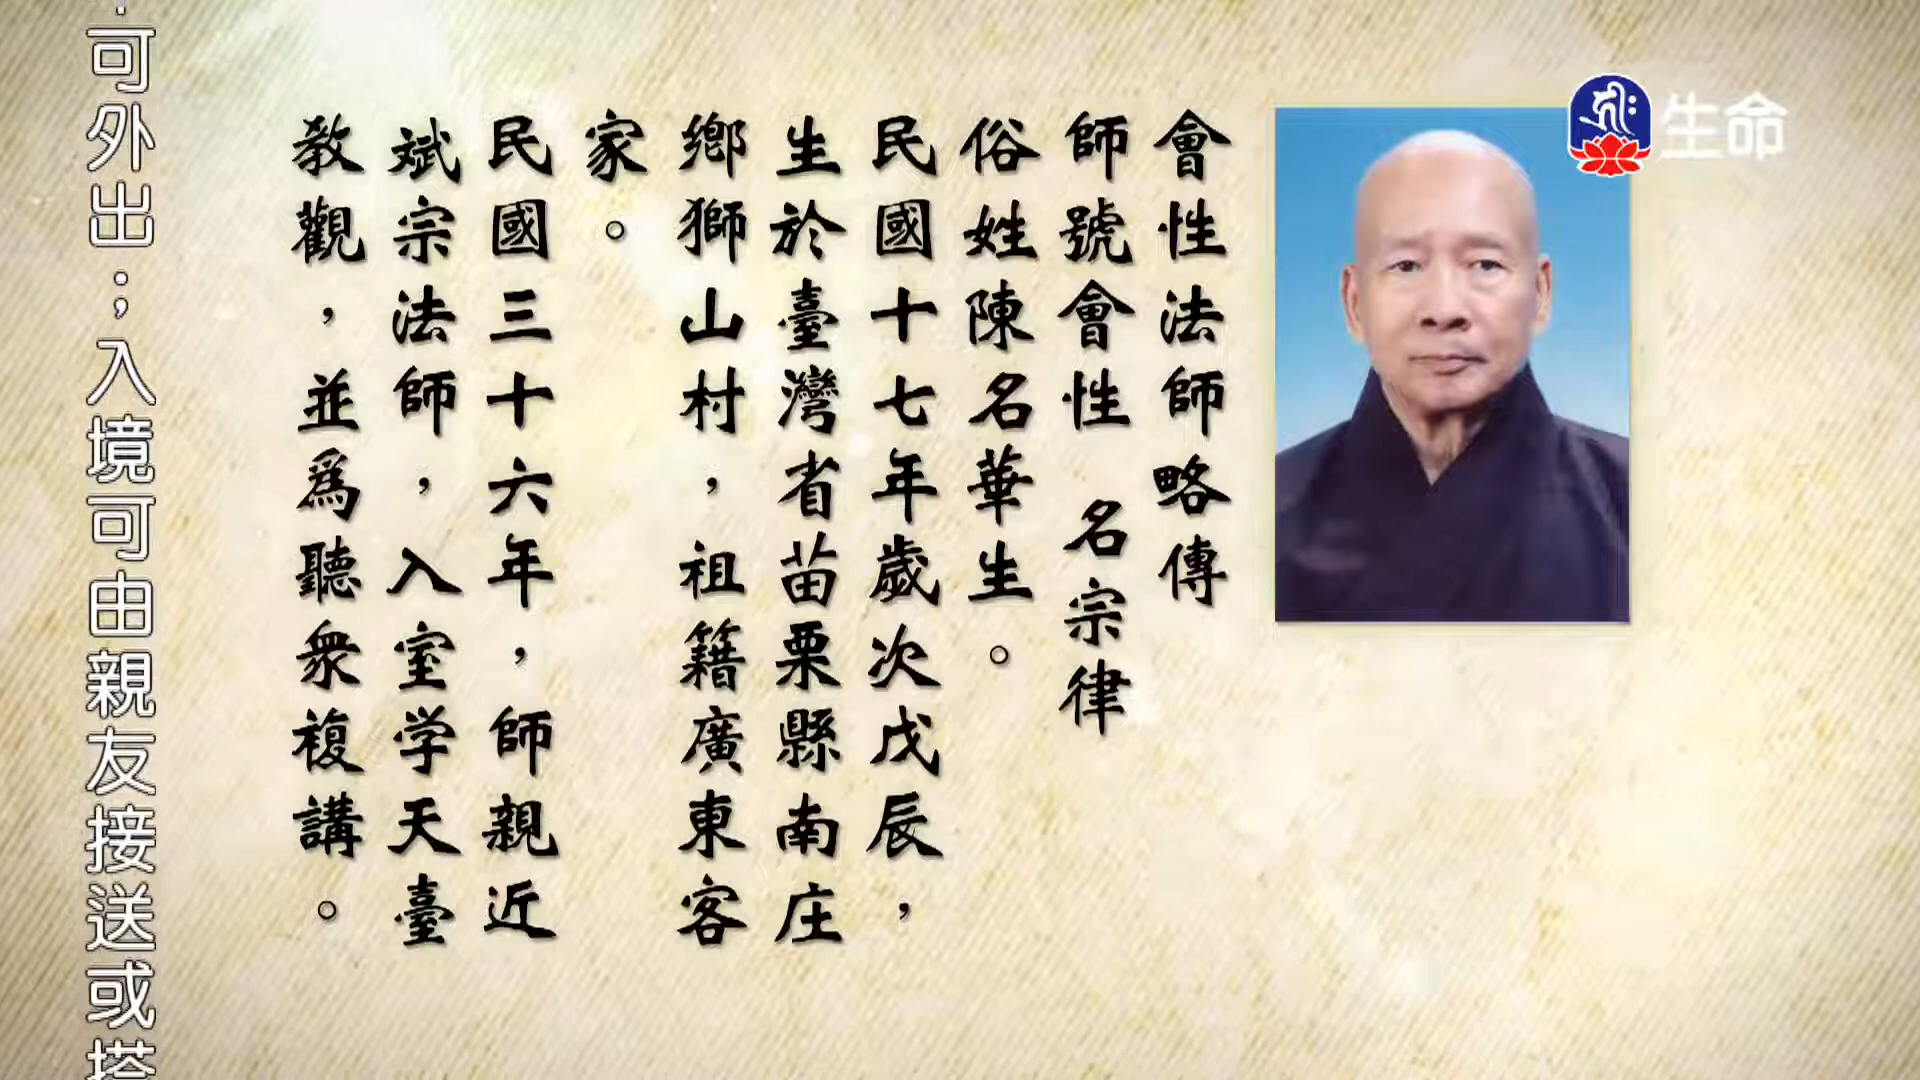 生命
會性法師略傳
師號會性 名宗律
俗姓陳名華生。
民國十七年歲次戊辰，
生於臺灣省苗栗縣南庄
鄉獅山村，祖籍廣東客
家。
民國三十六年，師親近
斌宗法師，入室学天臺
教觀，並爲聽衆複講。
可外出；入境可由親友接送或搭